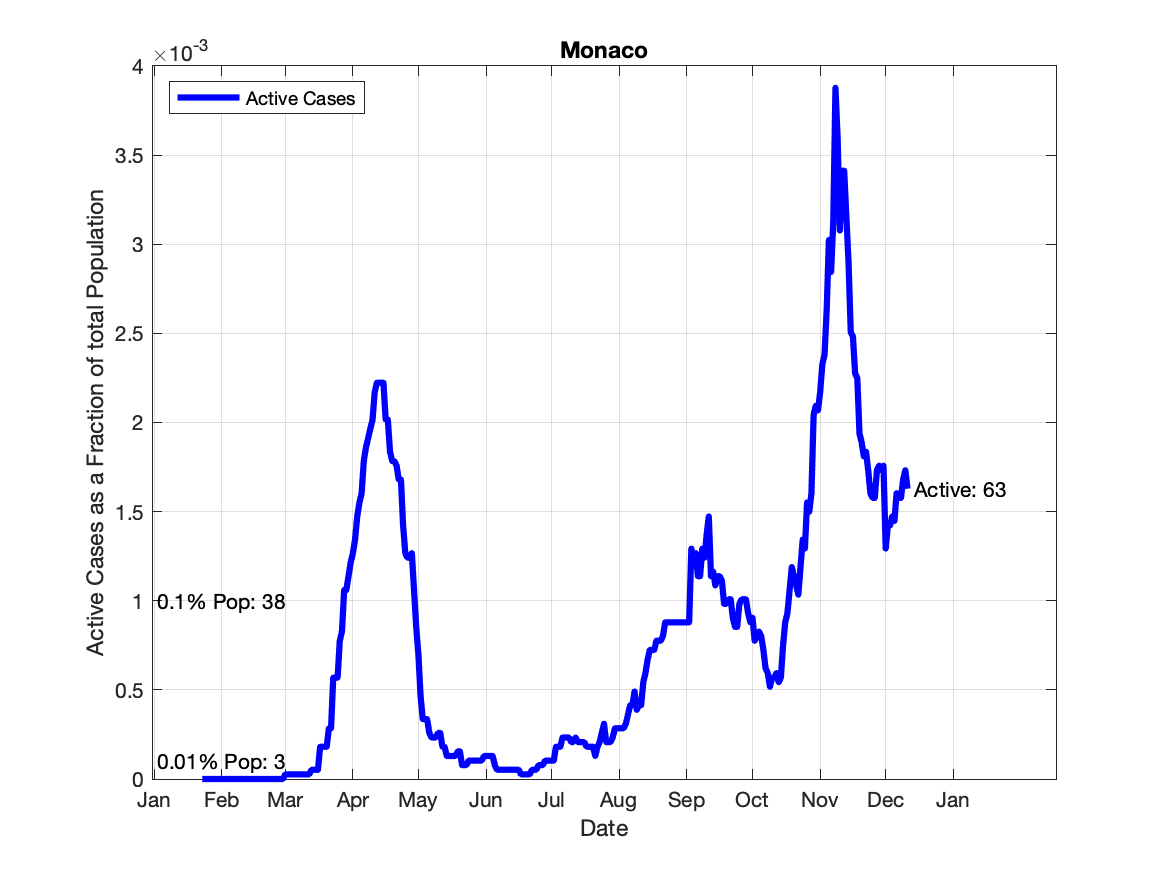 Monaco
×10-3
Active Cases
4
3.5
3
2.5
2
1.5
1
0.5
0
Active Cases as a Fraction of total Population
Active: 63
0.1% Pop: 38
0.01% Pop: 3
Jan Feb Mar Apr May Jun Jul Aug Sep Oct Nov Dec Jan
Date